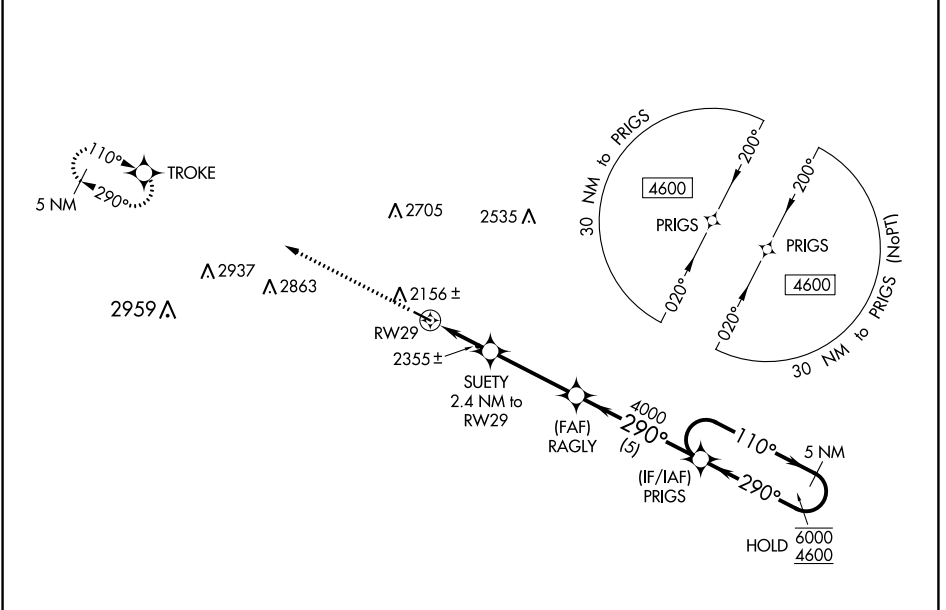 110°
290°
5 NM
TROKE
2705
2535
2937
2863
2959
2156 ±
RW29
2355 ±
SUETY
2.4 NM to
RW29
(FAF)
RAGLY
4000
290°
(5)
(IF/IAF)
PRIGS
110°
5 NM
290°
HOLD
6000
4600
30 NM to PRIGS
4600
200°
PRIGS
020°
200°
PRIGS
4600
020°
30 NM to PRIGS (NoPT)